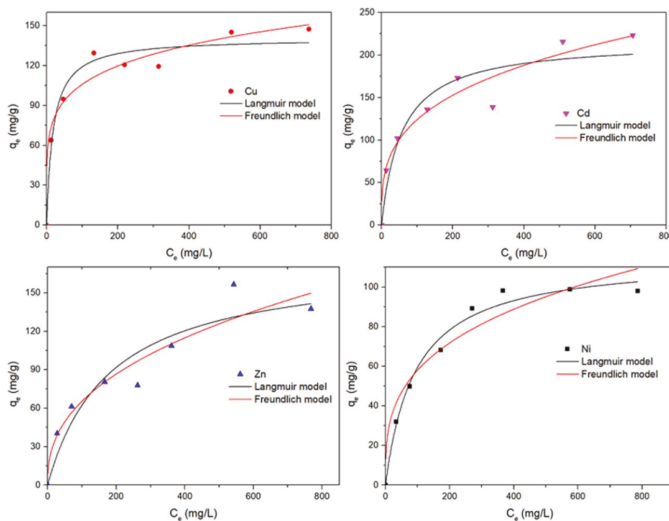 150
120
90
60
30
0
qe (mg/g)
Cu
Langmuir model
Freundlich model
0 200 400 600 800
Ce (mg/L)
250
200
150
100
50
0
qe (mg/g)
Cd
Langmuir model
Freundlich model
0 200 400 600 800
Ce (mg/L)
150
120
90
60
30
0
qe (mg/g)
Zn
Langmuir model
Freundlich model
0 200 400 600 800
Ce (mg/L)
100
80
60
40
20
0
qe (mg/g)
Ni
Langmuir model
Freundlich model
0 200 400 600 800
Ce (mg/L)